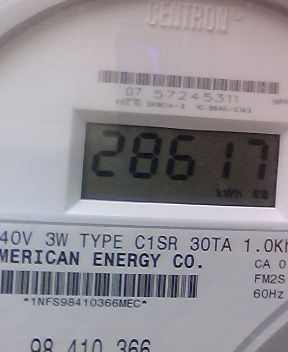 CENTRON®
07 57245311
28617
kWh
40V 3W TYPE C1SR 30TA 1.0Kh
MERICAN ENERGY CO.
CA 0
FM2S
60Hz
*1NFS98410366MEC*
98 410 366